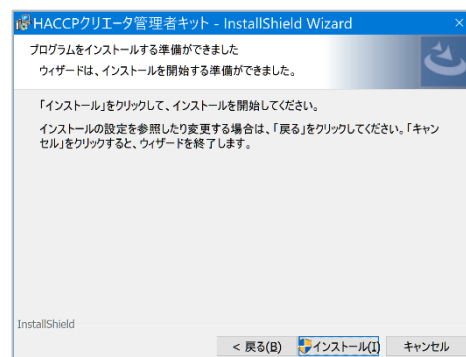 HACCPクリエータ管理者キット - InstallShield Wizard
プログラムをインストールする準備ができました
ウィザードは、インストールを開始する準備ができました。
「インストール」をクリックして、インストールを開始してください。
インストールの設定を参照したり変更する場合は、「戻る」をクリックしてください。「キャン
セル」をクリックすると、ウィザードを終了します。
InstallShield
< 戻る(B) インストール(I) キャンセル